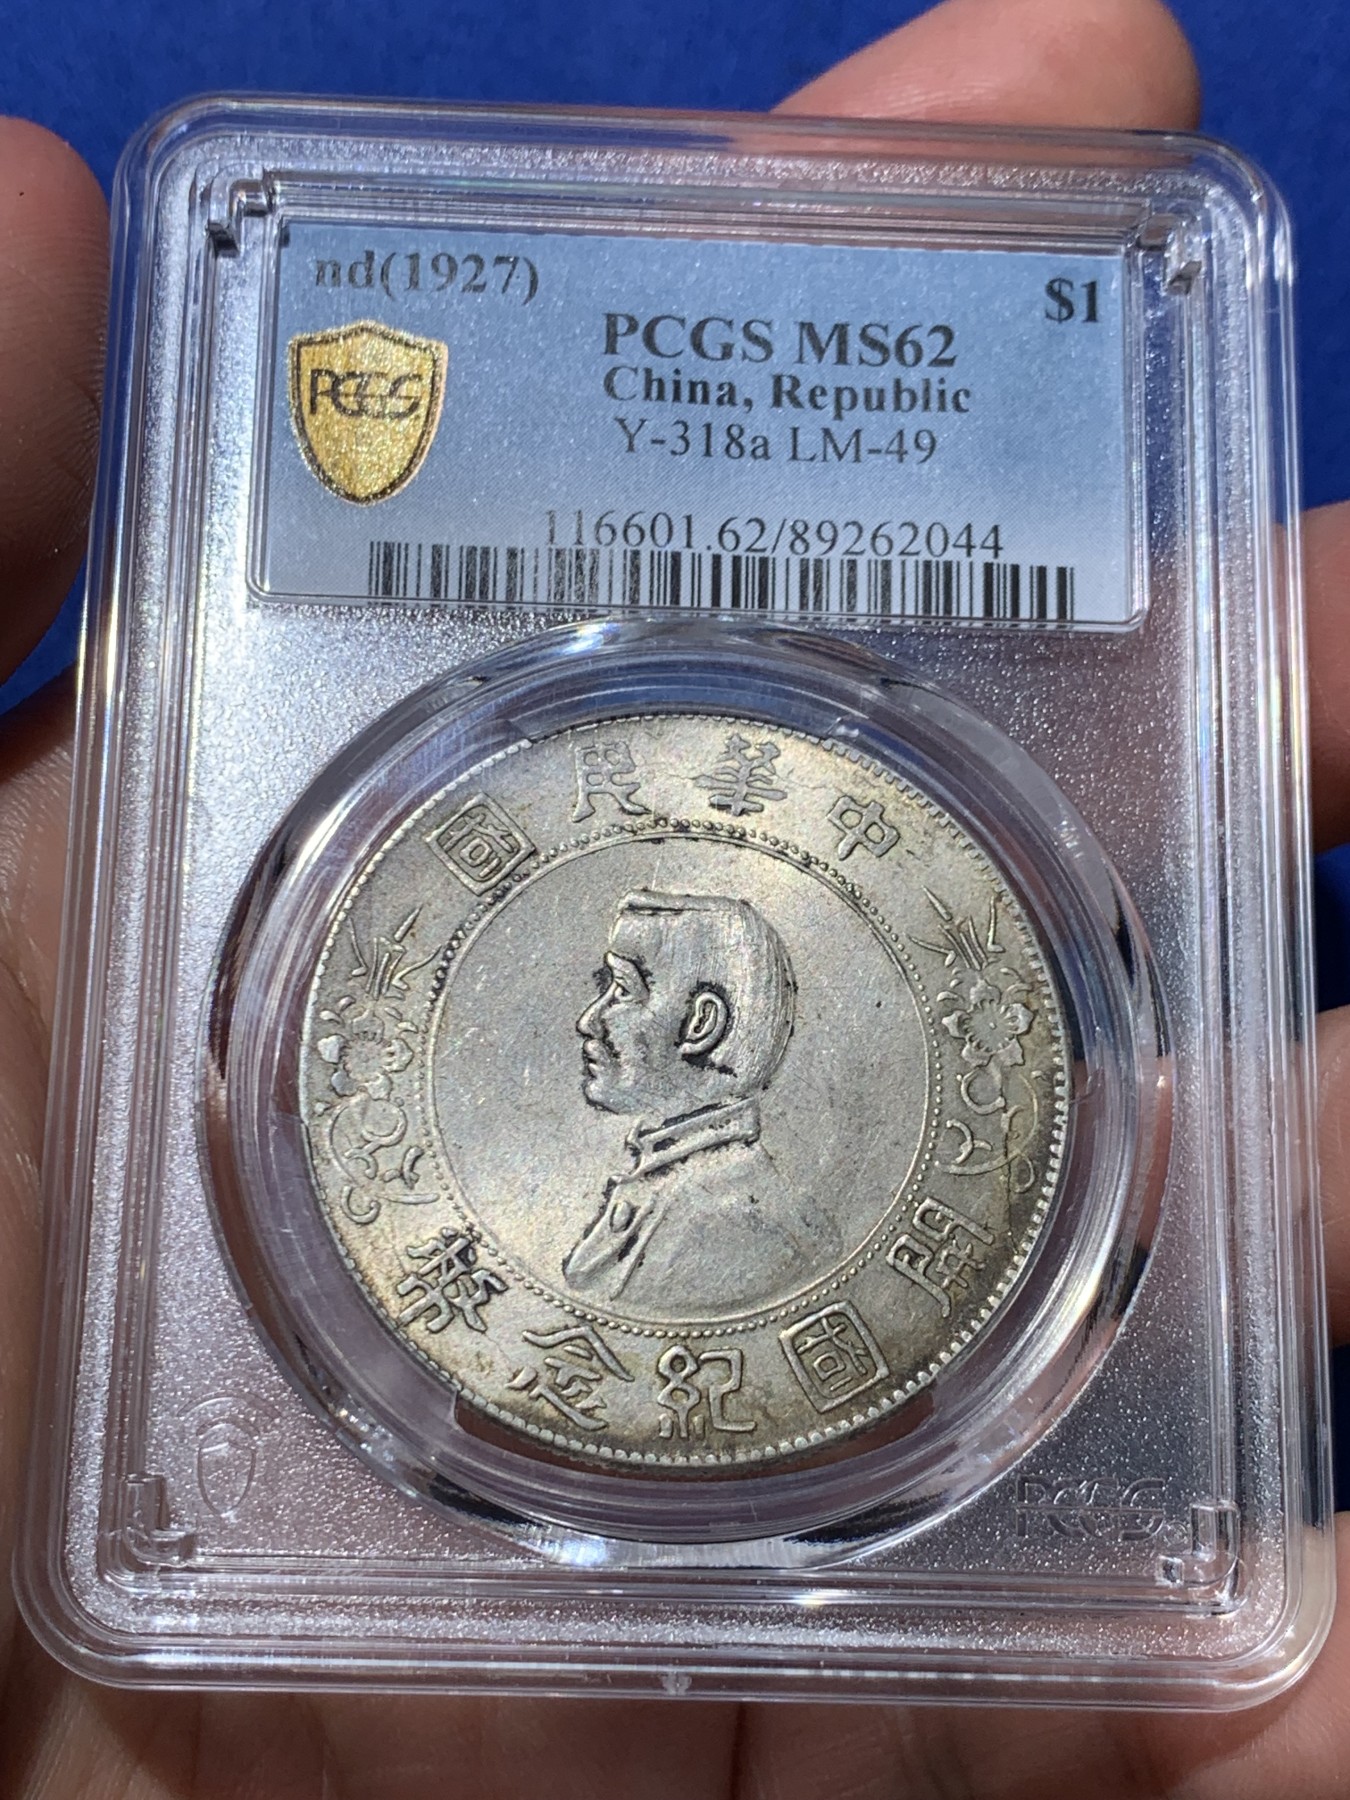 nd(1927)
$1
PCGS
PCGS MS62
China, Republic
Y-318a LM-49
116601.62/89262044
中華民國
開國紀念幣
PCGS